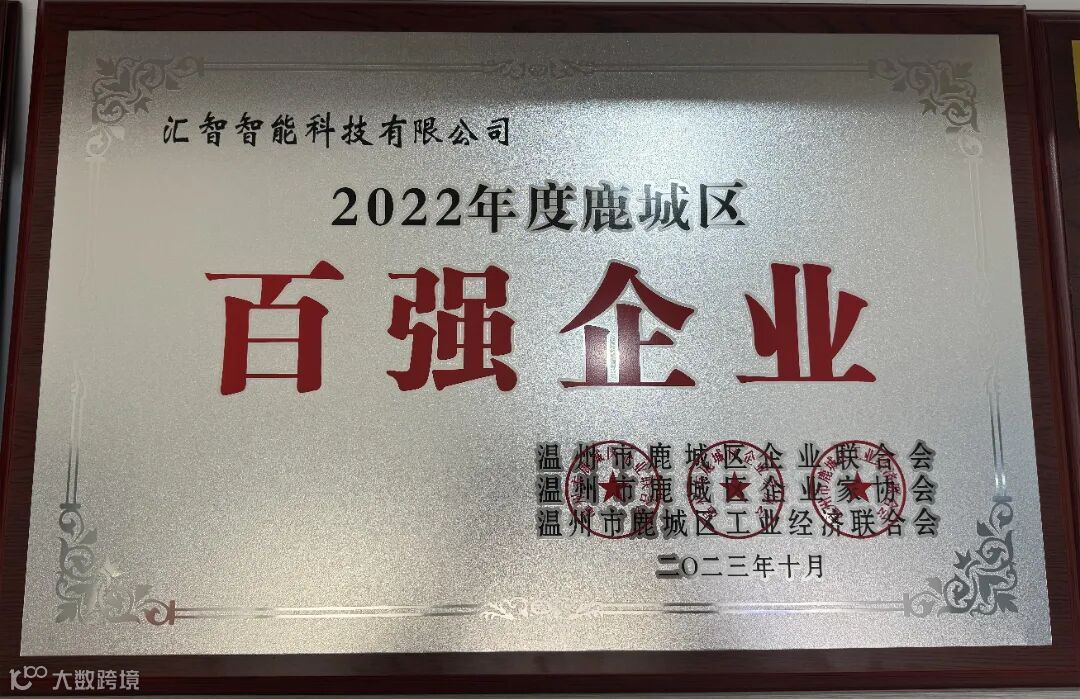 汇智智能科技有限公司
2022年度鹿城区
百强企业
温州市鹿城区企业联合会
温州市鹿城区企业家协会
温州市鹿城区工业经济联合会
二〇二三年十月
大数跨境